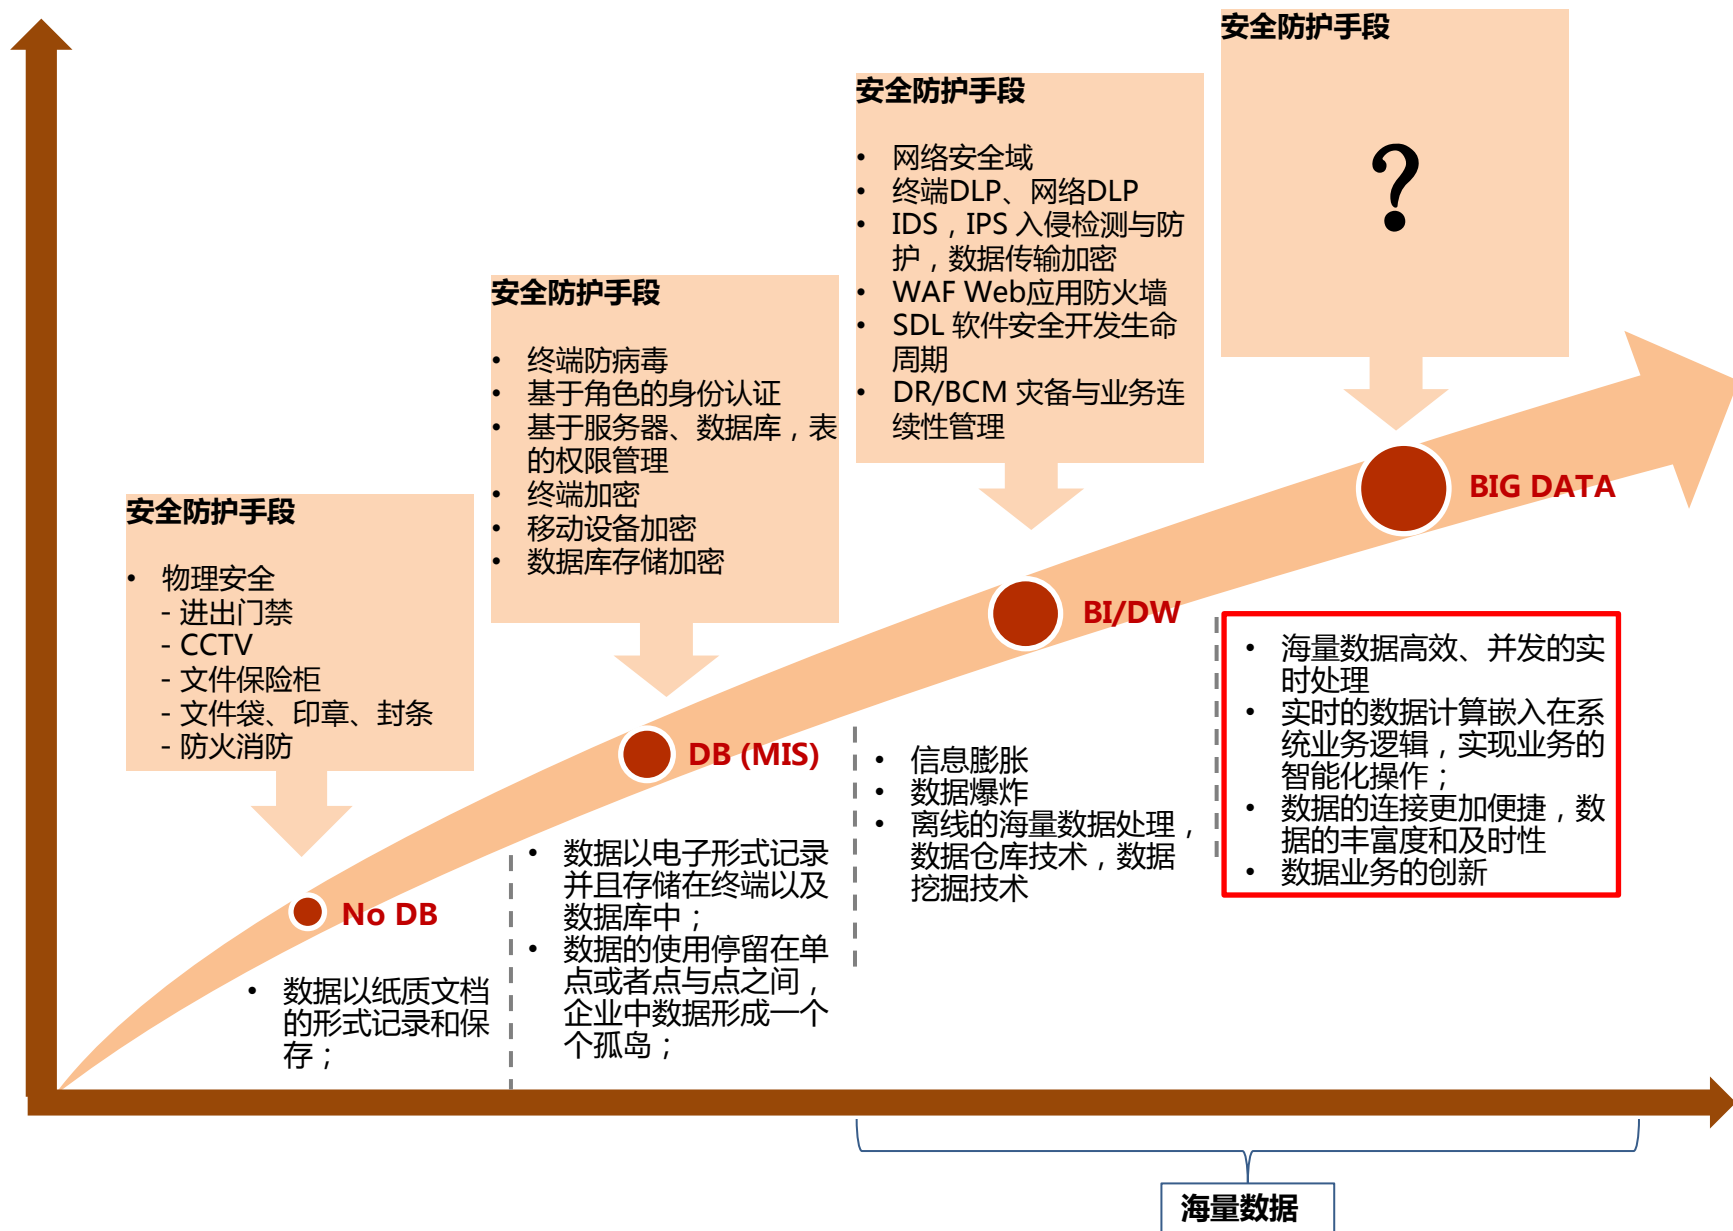 安全防护手段
• 物理安全
- 进出门禁
- CCTV
- 文件保险柜
- 文件袋、印章、封条
- 防火消防
No DB
• 数据以纸质文档
的形式记录和保
存；
安全防护手段
• 终端防病毒
• 基于角色的身份认证
• 基于服务器、数据库，表
的权限管理
• 终端加密
• 移动设备加密
• 数据库存储加密
DB (MIS)
• 数据以电子形式记录
并且存储在终端以及
数据库中；
• 数据的使用停留在单
点或者点与点之间，
企业中数据形成一个
个孤岛；
安全防护手段
• 网络安全域
• 终端DLP、网络DLP
• IDS，IPS 入侵检测与防
护，数据传输加密
• WAF Web应用防火墙
• SDL 软件安全开发生命
周期
• DR/BCM 灾备与业务连
续性管理
BI/DW
• 信息膨胀
• 数据爆炸
• 离线的海量数据处理，
数据仓库技术，数据
挖掘技术
安全防护手段
？
BIG DATA
• 海量数据高效、并发的实
时处理
• 实时的数据计算嵌入在系
统业务逻辑，实现业务的
智能化操作；
• 数据的连接更加便捷，数
据的丰富度和及时性
• 数据业务的创新
海量数据